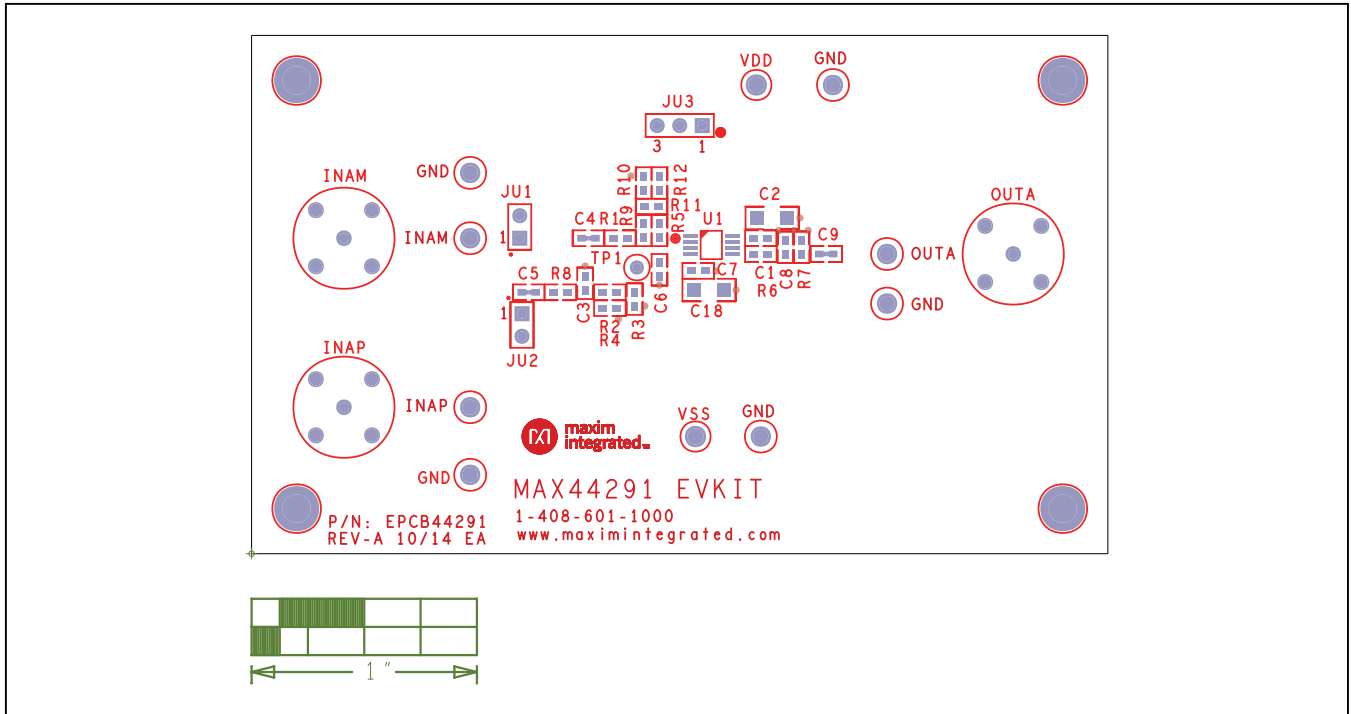 VDD
GND
JU3
3
1
INAM
GND
INAM
JU1
1
R10
R12
R11
R9
R5
C4
R1
U1
C2
C9
OUTA
OUTA
GND
TP1
C6
C7
C18
C1
R6
C8
R7
C5
R8
C3
R2
R4
R3
1
JU2
INAP
INAP
GND
VSS
GND
maxim
integrated™
MAX44291 EVKIT
1-408-601-1000
www.maximintegrated.com
P/N: EPCB44291
REV-A 10/14 EA
1 ″